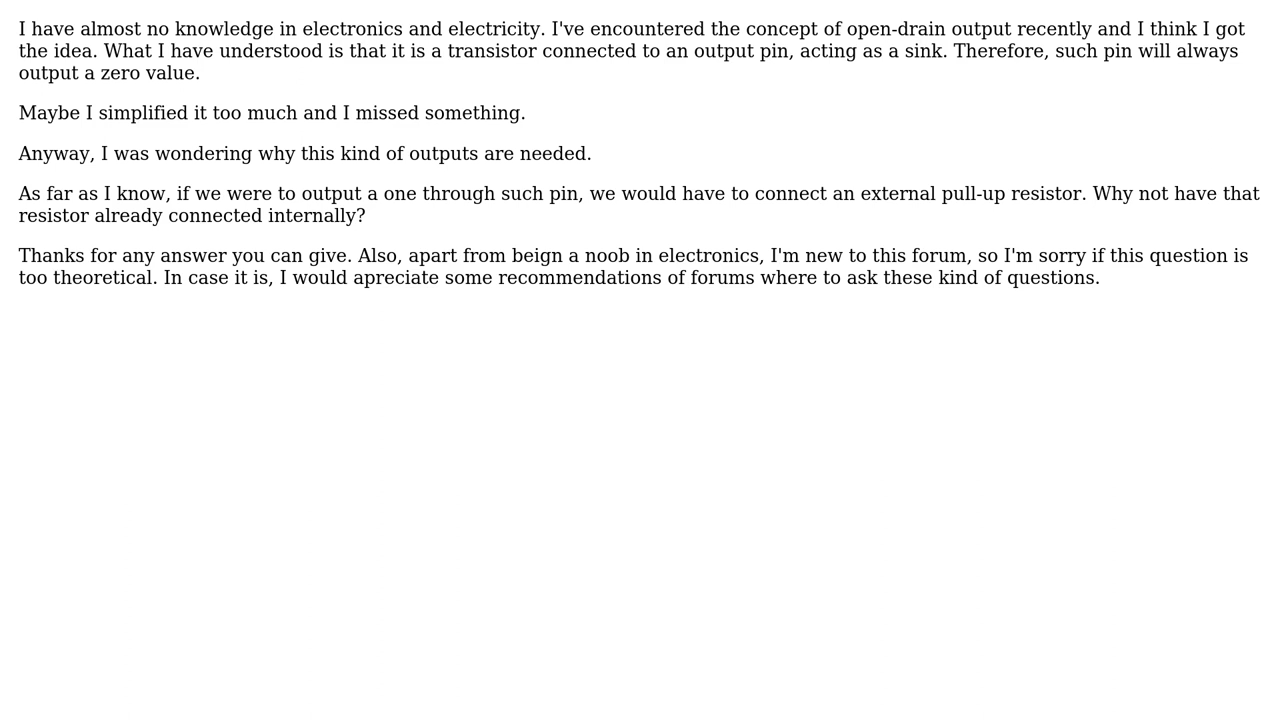 I have almost no knowledge in electronics and electricity. I've encountered the concept of open-drain output recently and I think I got
the idea. What I have understood is that it is a transistor connected to an output pin, acting as a sink. Therefore, such pin will always
output a zero value.
Maybe I simplified it too much and I missed something.
Anyway, I was wondering why this kind of outputs are needed.
As far as I know, if we were to output a one through such pin, we would have to connect an external pull-up resistor. Why not have that
resistor already connected internally?
Thanks for any answer you can give. Also, apart from beign a noob in electronics, I'm new to this forum, so I'm sorry if this question is
too theoretical. In case it is, I would apreciate some recommendations of forums where to ask these kind of questions.